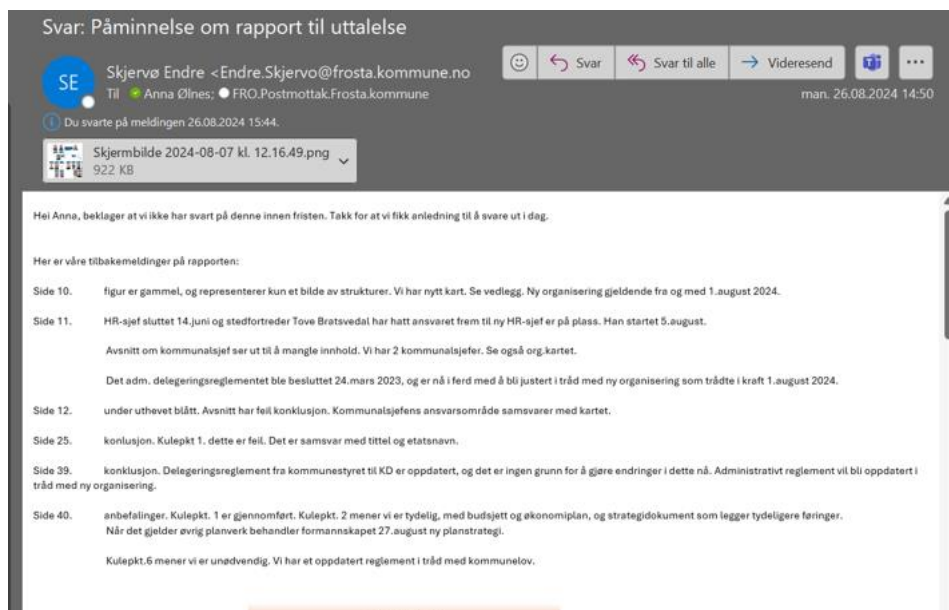 Svar: Påminnelse om rapport til uttalelse
SE
Skjervø Endre <Endre.Skjervo@frosta.kommune.no
Svar
Svar til alle
Videresend
Til Anna Ølnes; FRO.Postmottak.Frosta.kommune
man. 26.08.2024 14:50
Du svarte på meldingen 26.08.2024 15:44.
Skjermbilde 2024-08-07 kl. 12.16.49.png
922 KB
Hei Anna, beklager at vi ikke har svart på denne innen fristen. Takk for at vi fikk anledning til å svare ut i dag.
Her er våre tilbakemeldinger på rapporten:
Side 10. figur er gammel, og representerer kun et bilde av strukturer. Vi har nytt kart. Se vedlegg. Ny organisering gjeldende fra og med 1.august 2024.
Side 11. HR-sjef sluttet 14.juni og stedfortreder Tove Bratsvedal har hatt ansvaret frem til ny HR-sjef er på plass. Han startet 5.august.
Avsnitt om kommunalsjef ser ut til å mangle innhold. Vi har 2 kommunalsjefer. Se også org.kartet.
Det adm. delegeringsreglementet ble besluttet 24.mars 2023, og er nå i ferd med å bli justert i tråd med ny organisering som trådte i kraft 1.august 2024.
Side 12. under uthevet blått. Avsnitt har feil konklusjon. Kommunalsjefens ansvarsområde samsvarer med kartet.
Side 25. konlusjon. Kulepkt 1. dette er feil. Det er samsvar med tittel og etatsnavn.
Side 39. konklusjon. Delegeringsreglement fra kommunestyret til KD er oppdatert, og det er ingen grunn for å gjøre endringer i dette nå. Administrativt reglement vil bli oppdatert i
tråd med ny organisering.
Side 40. anbefalinger. Kulepkt. 1 er gjennomført. Kulepkt. 2 mener vi er tydelig, med budsjett og økonomiplan, og strategidokument som legger tydeligere føringer.
Når det gjelder øvrig planverk behandler formannskapet 27.august ny planstrategi.
Kulepkt.6 mener vi er unødvendig. Vi har et oppdatert reglement i tråd med kommunelov.